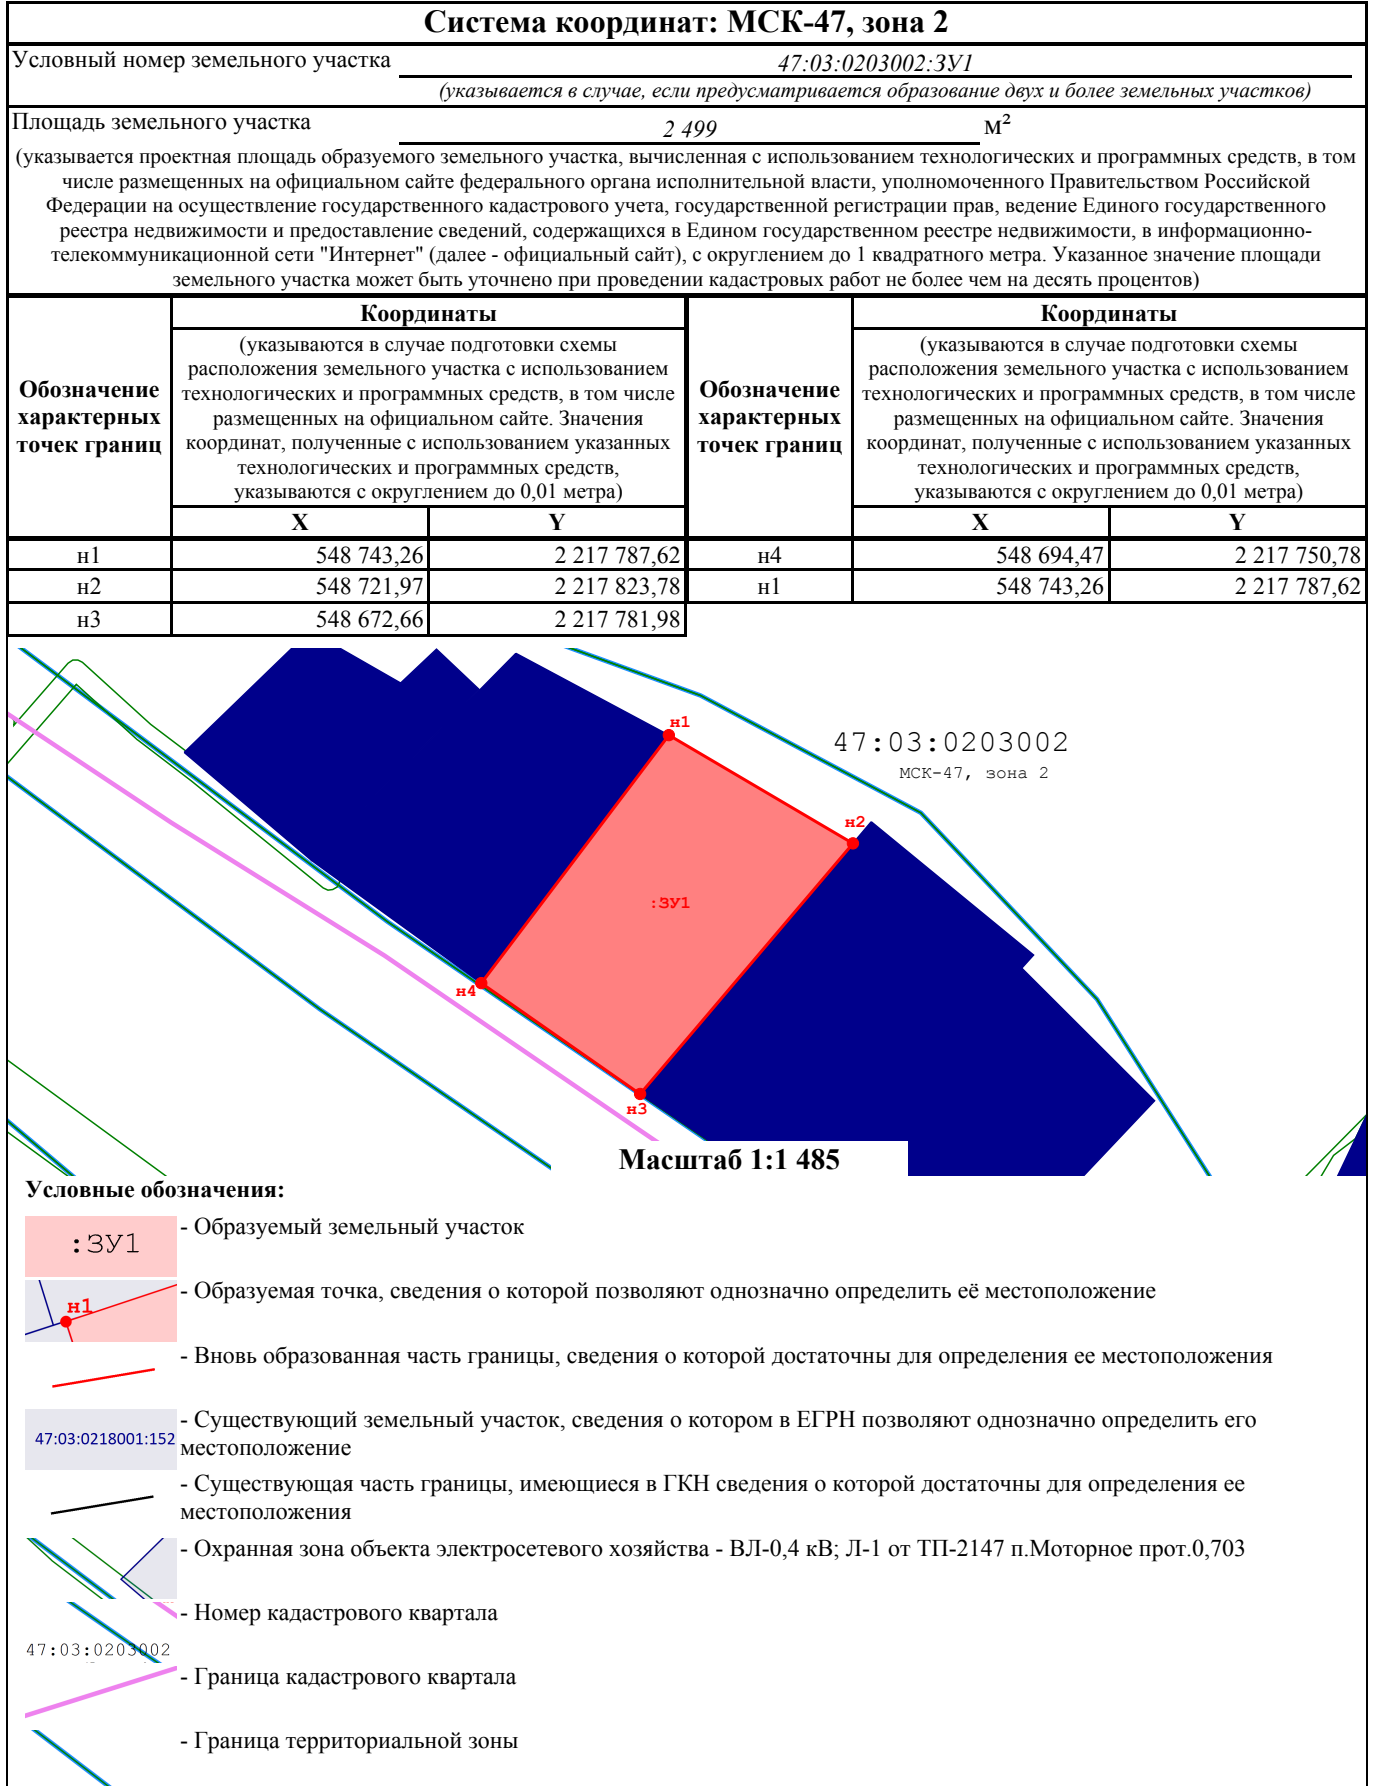 Система координат: МСК-47, зона 2
Условный номер земельного участка 47:03:0203002:ЗУ1
(указывается в случае, если предусматривается образование двух и более земельных участков)
Площадь земельного участка 2 499 м²
(указывается проектная площадь образуемого земельного участка, вычисленная с использованием технологических и программных средств, в том
числе размещенных на официальном сайте федерального органа исполнительной власти, уполномоченного Правительством Российской
Федерации на осуществление государственного кадастрового учета, государственной регистрации прав, ведение Единого государственного
реестра недвижимости и предоставление сведений, содержащихся в Едином государственном реестре недвижимости, в информационно-
телекоммуникационной сети "Интернет" (далее - официальный сайт), с округлением до 1 квадратного метра. Указанное значение площади
земельного участка может быть уточнено при проведении кадастровых работ не более чем на десять процентов)
Обозначение
характерных
точек границ
Координаты
(указываются в случае подготовки схемы
расположения земельного участка с использованием
технологических и программных средств, в том числе
размещенных на официальном сайте. Значения
координат, полученные с использованием указанных
технологических и программных средств,
указываются с округлением до 0,01 метра)
X Y
Обозначение
характерных
точек границ
Координаты
(указываются в случае подготовки схемы
расположения земельного участка с использованием
технологических и программных средств, в том числе
размещенных на официальном сайте. Значения
координат, полученные с использованием указанных
технологических и программных средств,
указываются с округлением до 0,01 метра)
X Y
н1 548 743,26 2 217 787,62 н4 548 694,47 2 217 750,78
н2 548 721,97 2 217 823,78 н1 548 743,26 2 217 787,62
н3 548 672,66 2 217 781,98
н1
47:03:0203002
МСК-47, зона 2
н2
:ЗУ1
н4
н3
Масштаб 1:1 485
Условные обозначения:
:ЗУ1 - Образуемый земельный участок
н1 - Образуемая точка, сведения о которой позволяют однозначно определить её местоположение
- Вновь образованная часть границы, сведения о которой достаточны для определения ее местоположения
47:03:0218001:152 - Существующий земельный участок, сведения о котором в ЕГРН позволяют однозначно определить его
местоположение
- Существующая часть границы, имеющиеся в ГКН сведения о которой достаточны для определения ее
местоположения
- Охранная зона объекта электросетевого хозяйства - ВЛ-0,4 кВ; Л-1 от ТП-2147 п.Моторное прот.0,703
- Номер кадастрового квартала
47:03:0203002
- Граница кадастрового квартала
- Граница территориальной зоны